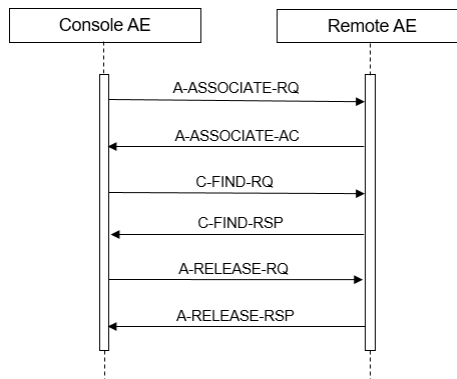 Console AE
Remote AE
A-ASSOCIATE-RQ
A-ASSOCIATE-AC
C-FIND-RQ
C-FIND-RSP
A-RELEASE-RQ
A-RELEASE-RSP